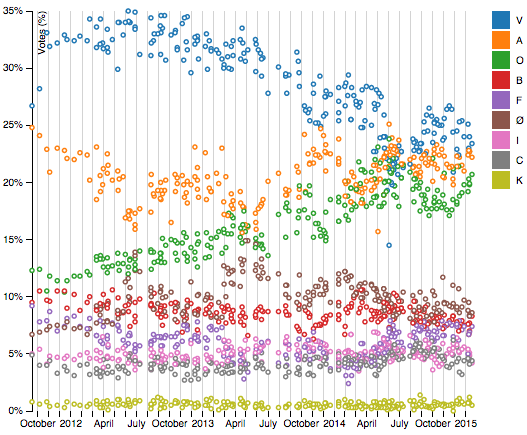 35%
Votes (%)
30%
25%
20%
15%
10%
5%
0%
October 2012 April July October 2013 April July October 2014 April July October 2015
V
A
O
B
F
Ø
I
C
K